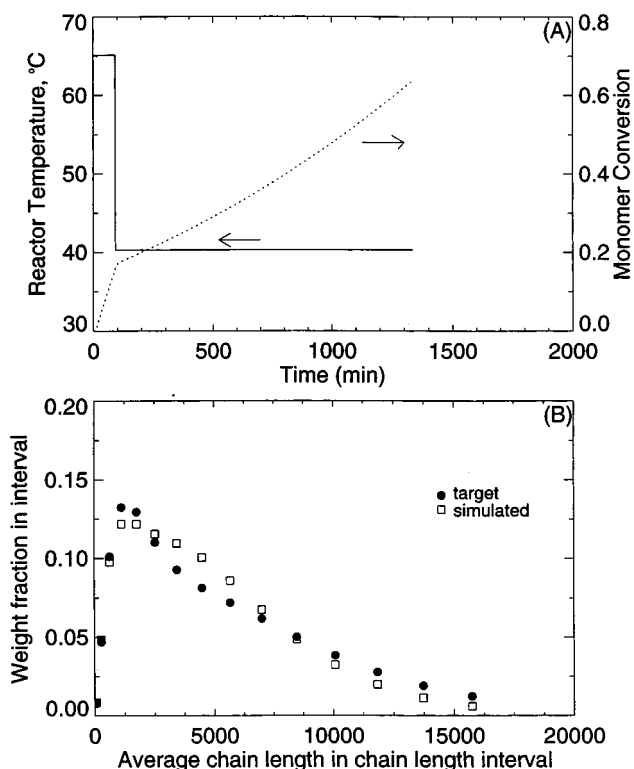 (A)
Reactor Temperature, °C
70
60
50
40
30
0.8
0.6
0.4
0.2
0.0
Monomer Conversion
0 500 1000 1500 2000
Time (min)
(B)
Weight fraction in interval
0.20
0.15
0.10
0.05
0.00
target
simulated
0 5000 10000 15000 20000
Average chain length in chain length interval